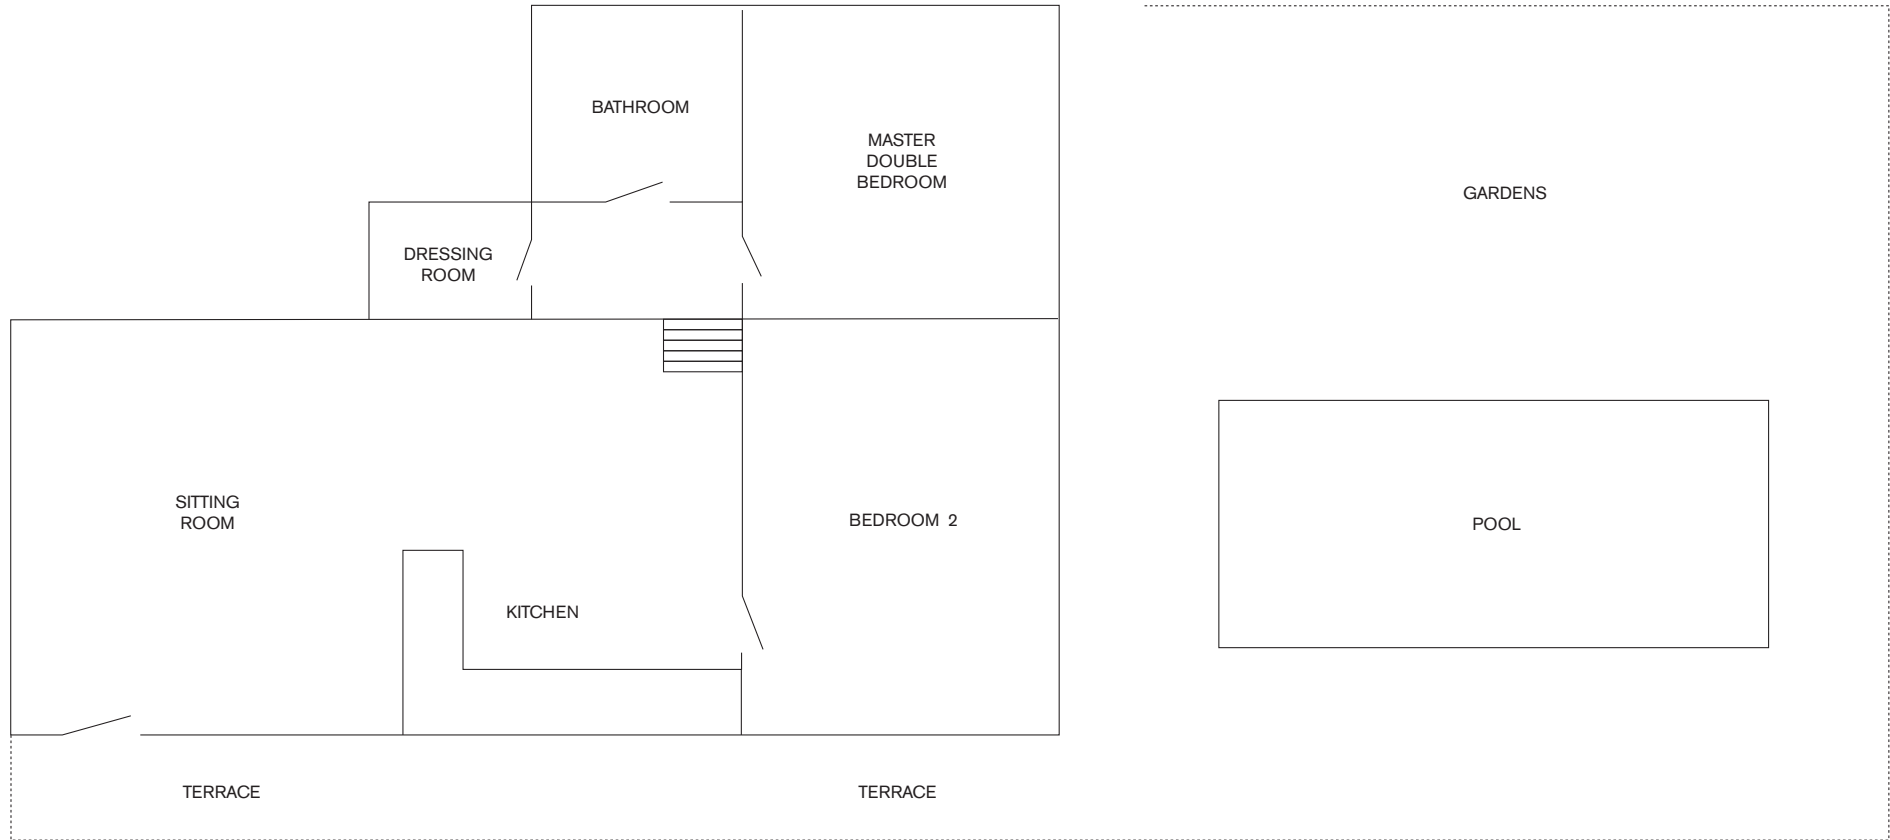 BATHROOM
MASTER
DOUBLE
BEDROOM
GARDENS
DRESSING
ROOM
SITTING
ROOM
BEDROOM 2
POOL
KITCHEN
TERRACE
TERRACE